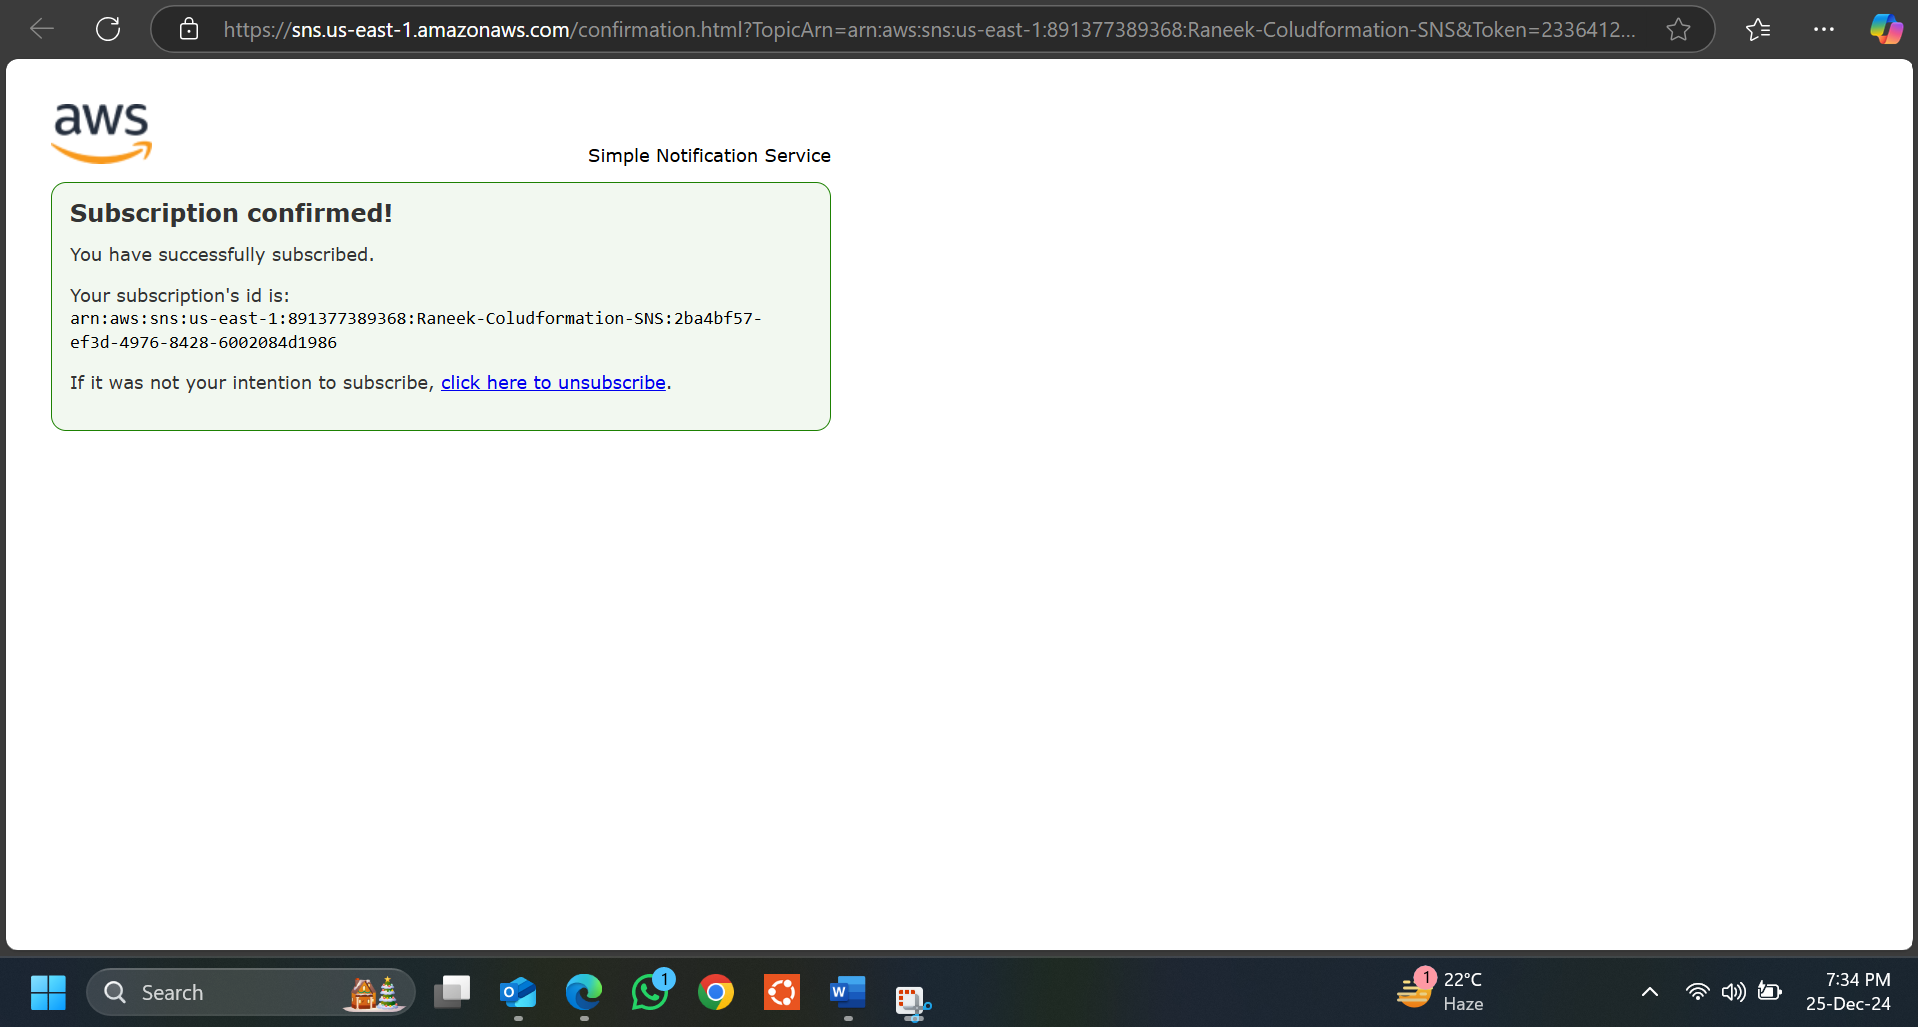 https://sns.us-east-1.amazonaws.com/confirmation.html?TopicArn=arn:aws:sns:us-east-1:891377389368:Raneek-Coludformation-SNS&Token=2336412...
aws
Simple Notification Service
Subscription confirmed!
You have successfully subscribed.
Your subscription's id is:
arn:aws:sns:us-east-1:891377389368:Raneek-Coludformation-SNS:2ba4bf57-
ef3d-4976-8428-6002084d1986
If it was not your intention to subscribe, click here to unsubscribe.
Search
O
1
W
1
22°C
Haze
7:34 PM
25-Dec-24